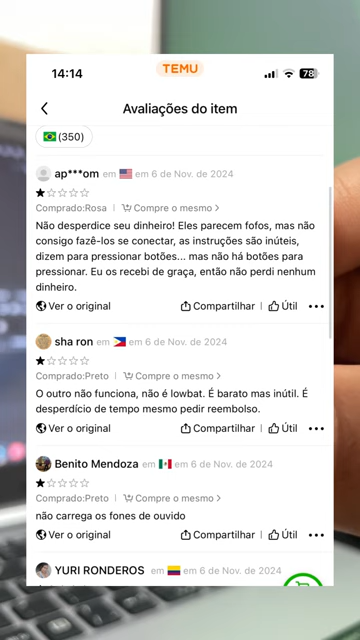 14:14
TEMU
78
Avaliações do item
(350)
ap***om em em 6 de Nov. de 2024
Comprado:Rosa | Compre o mesmo >
Não desperdice seu dinheiro! Eles parecem fofos, mas não
consigo fazê-los se conectar, as instruções são inúteis,
dizem para pressionar botões... mas não há botões para
pressionar. Eu os recebi de graça, então não perdi nenhum
dinheiro.
Ver o original Compartilhar | Útil •••
sha ron em em 6 de Nov. de 2024
Comprado:Preto | Compre o mesmo >
O outro não funciona, não é lowbat. É barato mas inútil. É
desperdício de tempo mesmo pedir reembolso.
Ver o original Compartilhar | Útil •••
Benito Mendoza em em 6 de Nov. de 2024
Comprado:Preto | Compre o mesmo >
não carrega os fones de ouvido
Ver o original Compartilhar | Útil •••
YURI RONDEROS em em 6 de Nov. de 2024